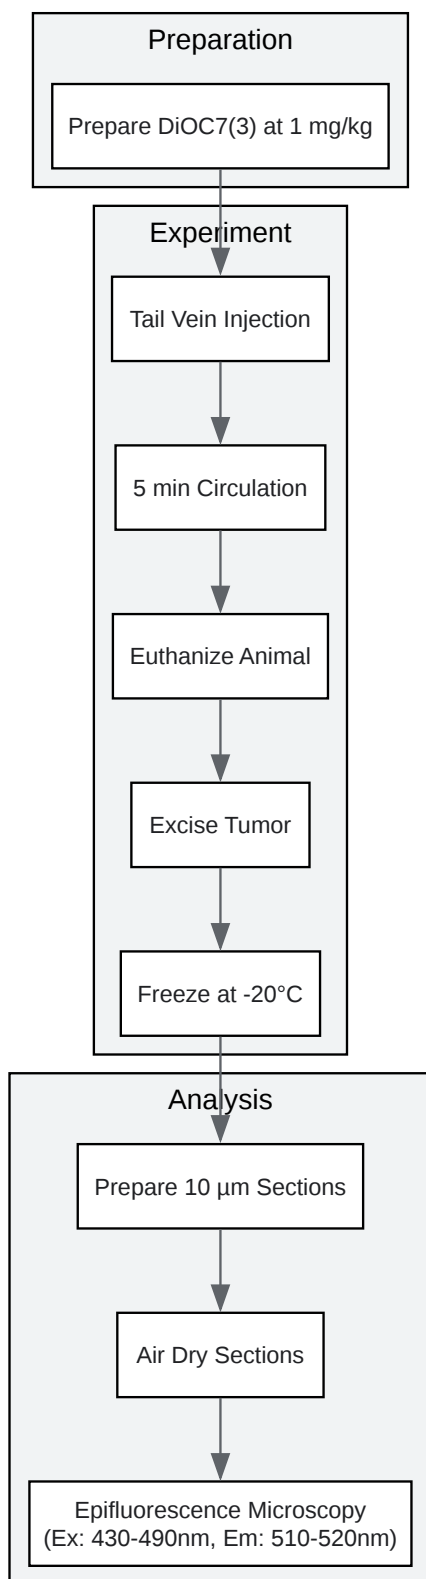 Preparation
Prepare DiOC7(3) at 1 mg/kg
Experiment
Tail Vein Injection
5 min Circulation
Euthanize Animal
Excise Tumor
Freeze at -20°C
Analysis
Prepare 10 µm Sections
Air Dry Sections
Epifluorescence Microscopy
(Ex: 430-490nm, Em: 510-520nm)